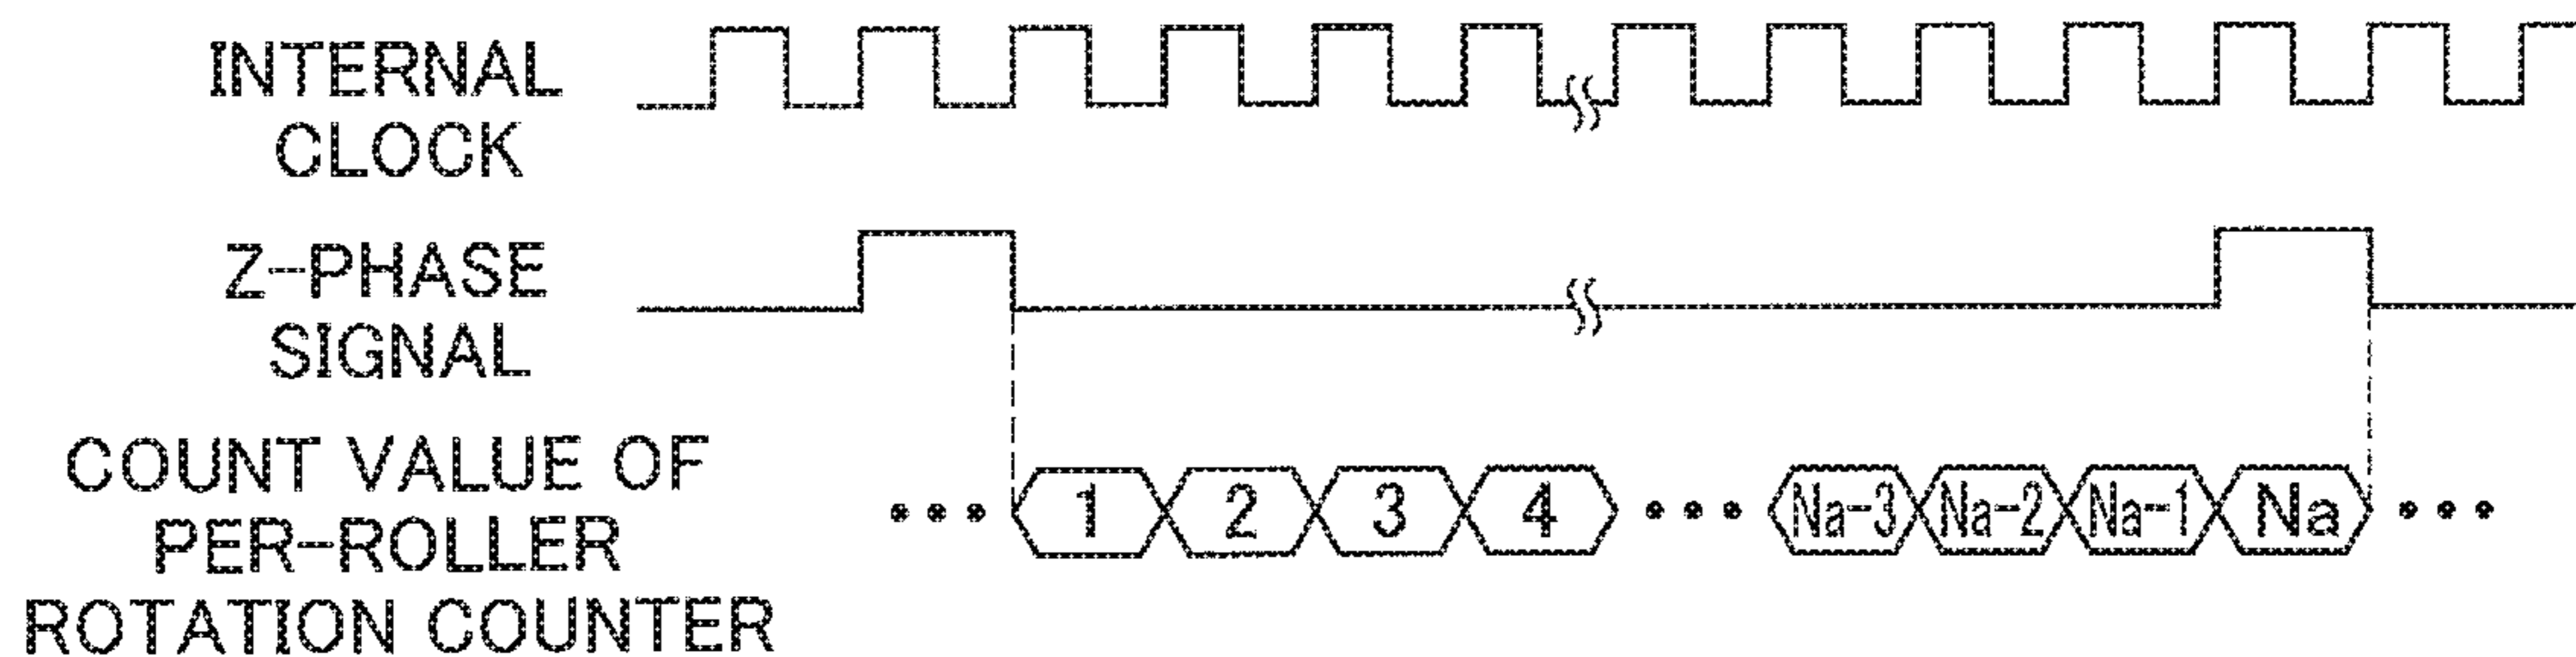 INTERNAL
CLOCK
Z-PHASE
SIGNAL
COUNT VALUE OF
PER-ROLLER
ROTATION COUNTER
••• 1 2 3 4 ••• Na-3 Na-2 Na-1 Na •••